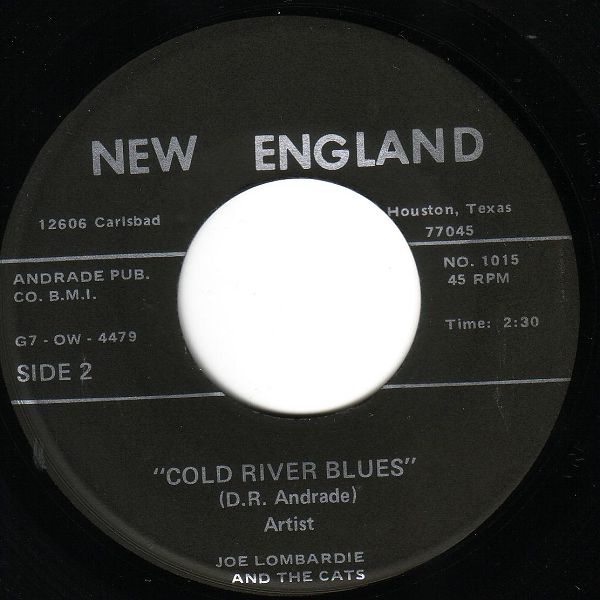 NEW ENGLAND
12606 Carlsbad
Houston, Texas
77045
ANDRADE PUB.
CO. B.M.I.
G7 - OW - 4479
SIDE 2
NO. 1015
45 RPM
Time: 2:30
"COLD RIVER BLUES"
(D.R. Andrade)
Artist
JOE LOMBARDIE
AND THE CATS